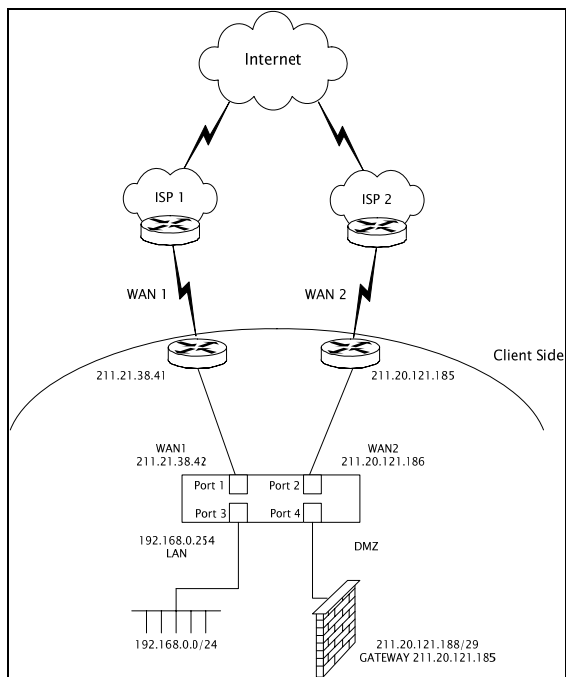 Internet
ISP 1
ISP 2
WAN 1
WAN 2
Client Side
211.21.38.41
211.20.121.185
WAN1
211.21.38.42
WAN2
211.20.121.186
Port 1
Port 2
Port 3
Port 4
192.168.0.254
LAN
DMZ
192.168.0.0/24
211.20.121.188/29
GATEWAY 211.20.121.185